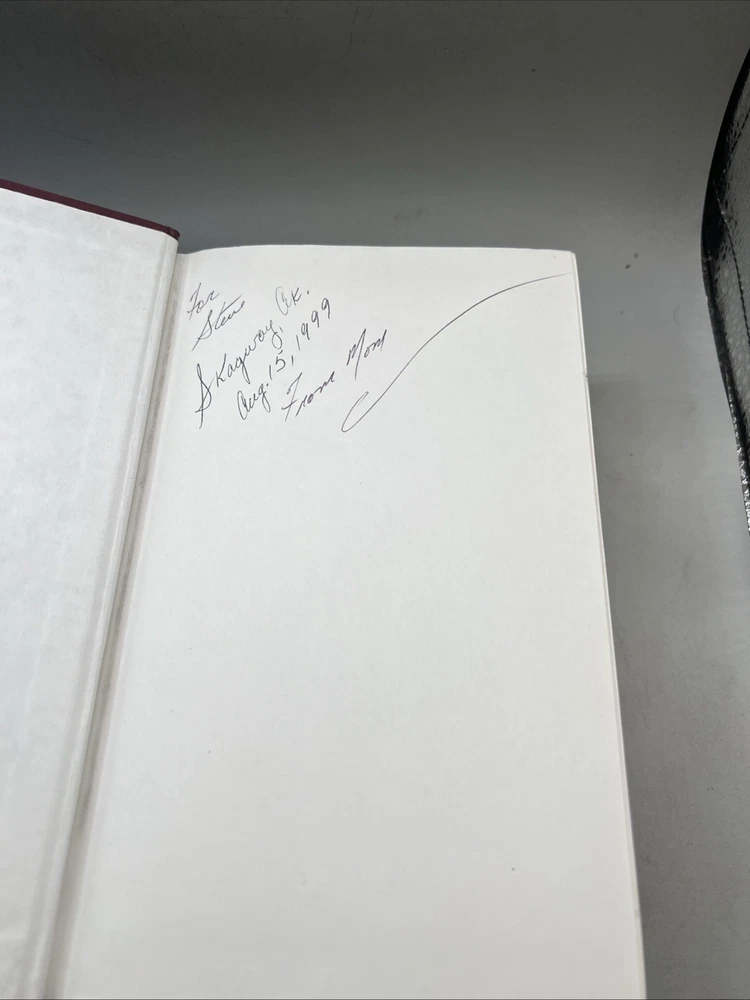 For
Steve
Skagway, Ak.
Aug. 15, 1999
From Mom